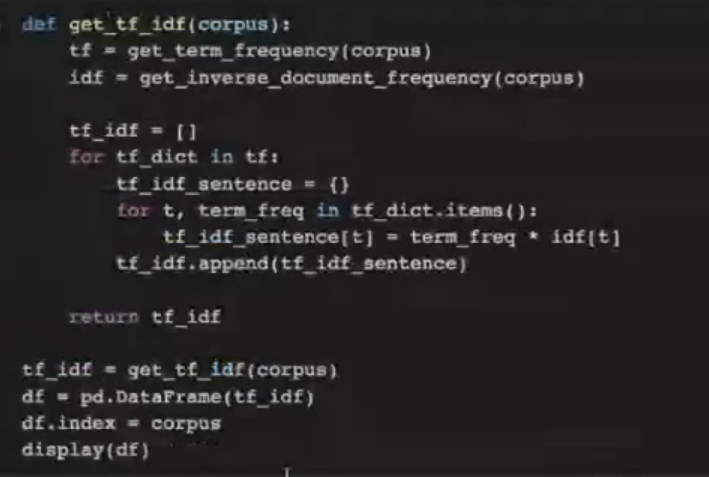 def get_tf_idf(corpus):
    tf = get_term_frequency(corpus)
    idf = get_inverse_document_frequency(corpus)

    tf_idf = []
    for tf_dict in tf:
        tf_idf_sentence = {}
        for t, term_freq in tf_dict.items():
            tf_idf_sentence[t] = term_freq * idf[t]
        tf_idf.append(tf_idf_sentence)

    return tf_idf

tf_idf = get_tf_idf(corpus)
df = pd.DataFrame(tf_idf)
df.index = corpus
display(df)